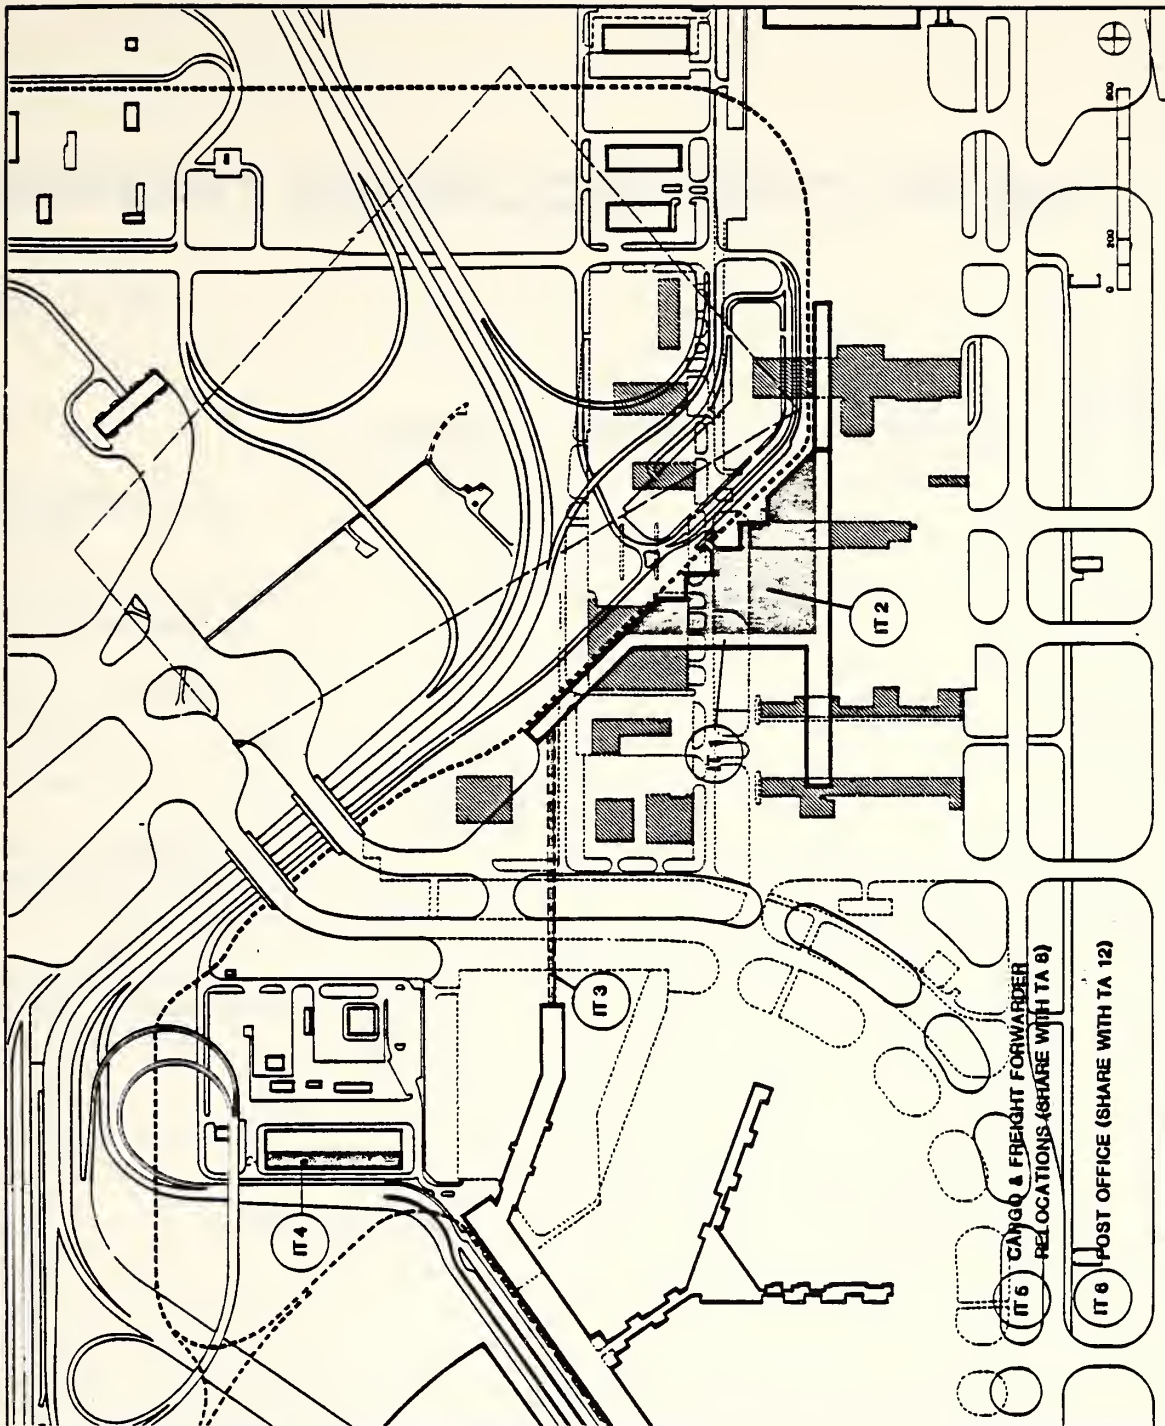 IT 5 CARGO & FREIGHT FORWARDER
RELOCATIONS (SHARE WITH TA 8)
IT 6 POST OFFICE (SHARE WITH TA 12)
IT 4
IT 3
IT 1
IT 2
0 200 800